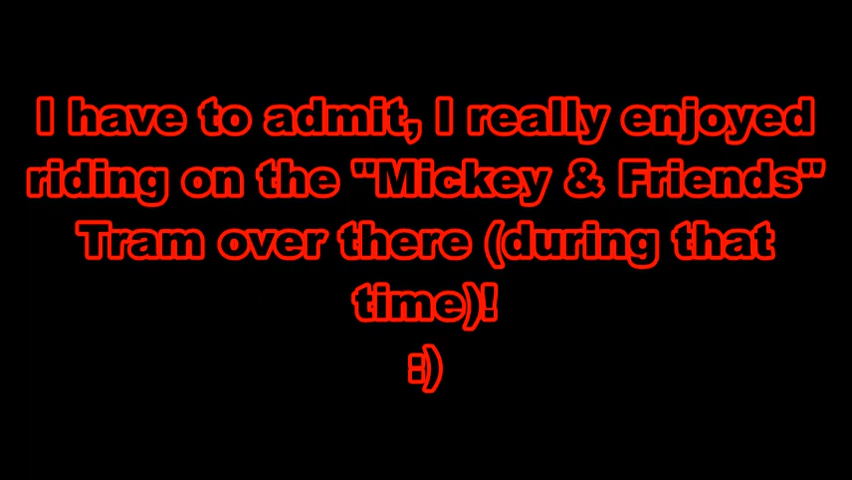 I have to admit, I really enjoyed
riding on the "Mickey & Friends"
Tram over there (during that
time)!
:)